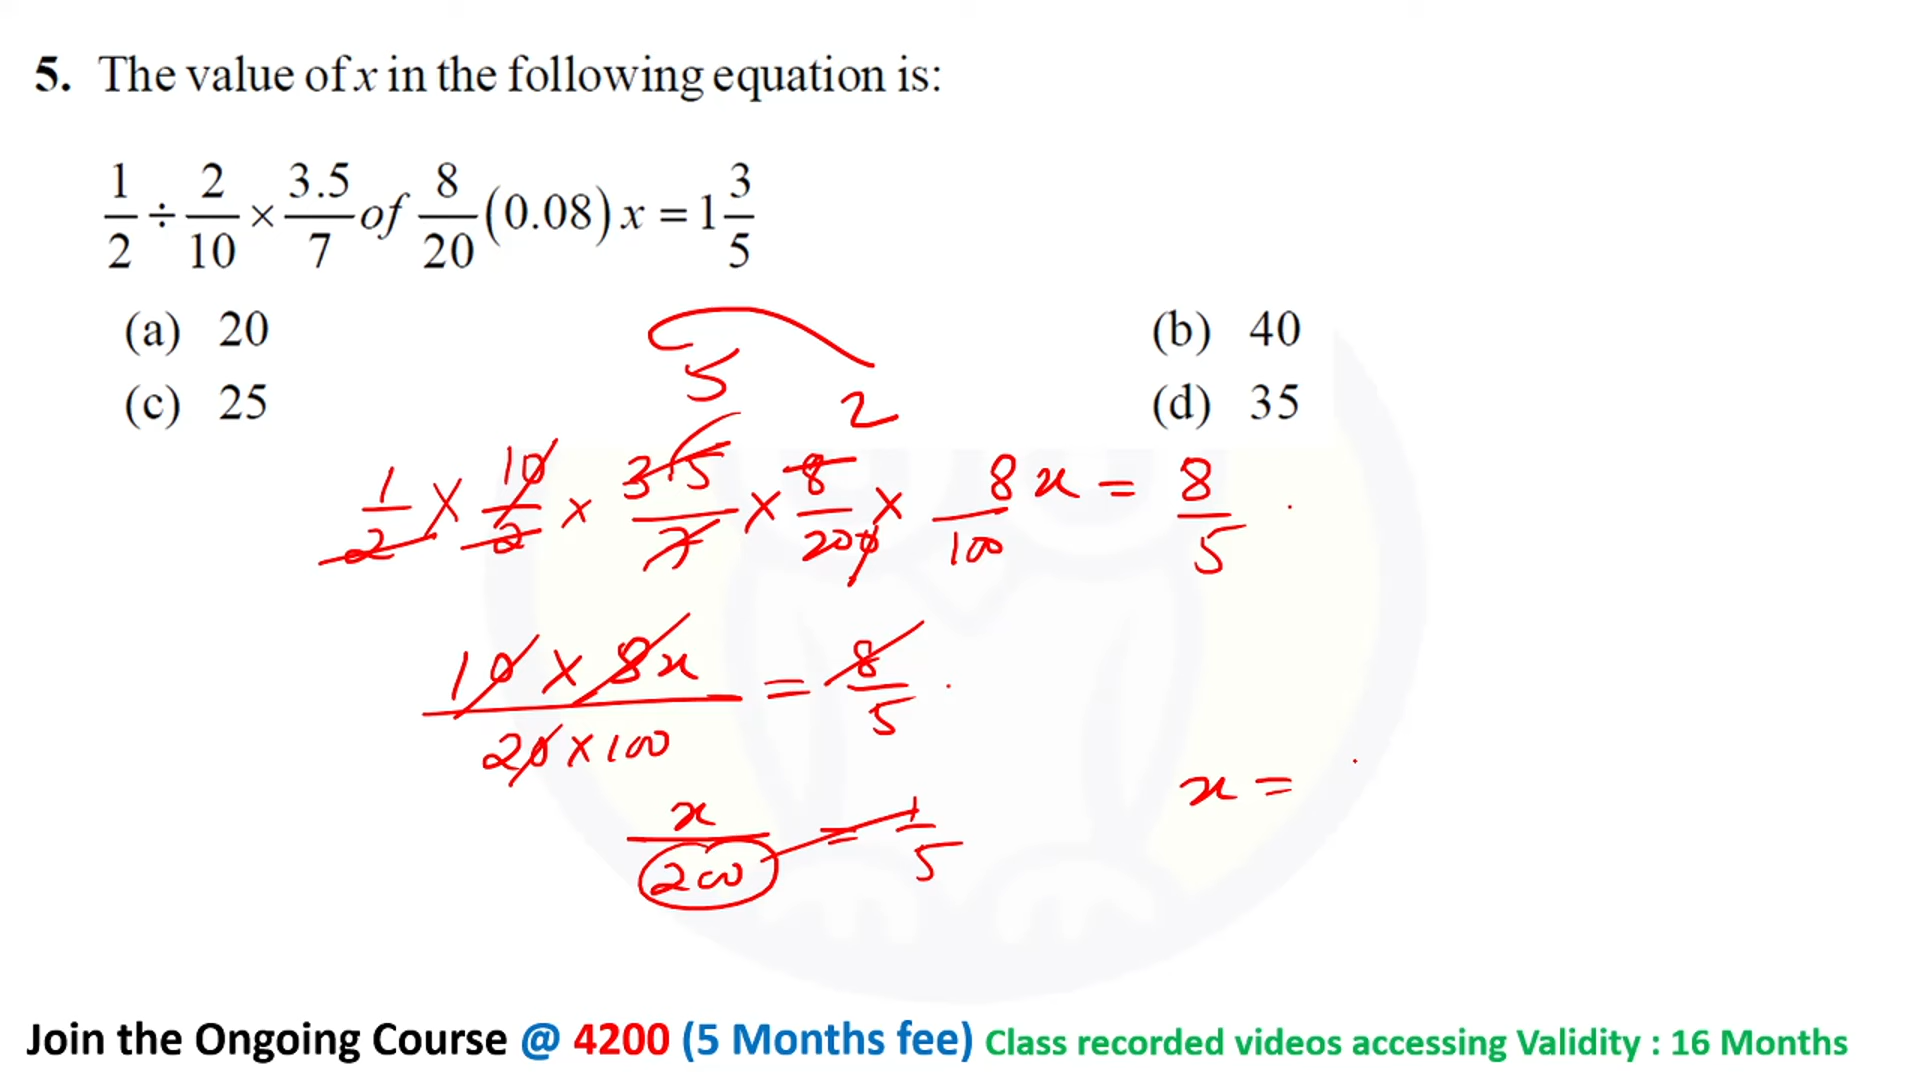 5. The value of x in the following equation is:
1/2 ÷ 2/10 × 3.5/7 of 8/20 (0.08) x = 1 3/5
(a) 20
(b) 40
(c) 25
(d) 35
5
2
1/2 × 10/2 × 3.5/7 × 8/200 × 8x/100 = 8/5
10 × 8x / 20 × 100 = 8/5
x =
x/200 = 1/5
Join the Ongoing Course @ 4200 (5 Months fee) Class recorded videos accessing Validity : 16 Months